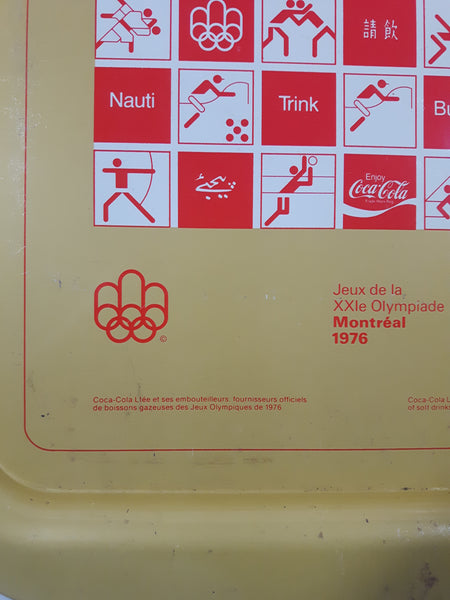 請飲
Nauti
Trink
Enjoy
Coca-Cola
Jeux de la
XXIe Olympiade
Montréal
1976
©
Coca-Cola Ltée et ses embouteilleurs: fournisseurs officiels
de boissons gazeuses des Jeux Olympiques de 1976
Coca-Cola L
of soft drink